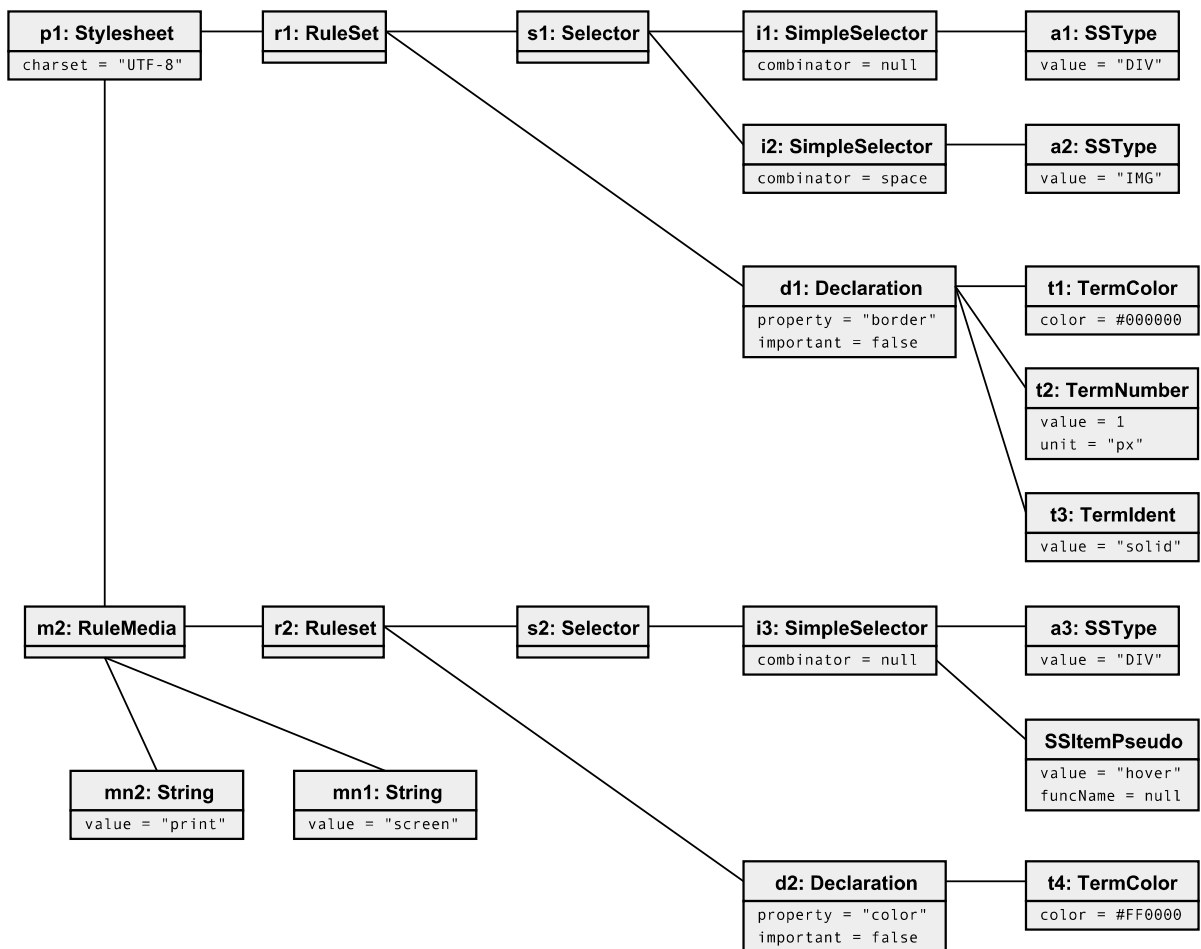 p1: Stylesheet
charset = "UTF-8"
r1: RuleSet
s1: Selector
i1: SimpleSelector
combinator = null
a1: SSType
value = "DIV"
i2: SimpleSelector
combinator = space
a2: SSType
value = "IMG"
d1: Declaration
property = "border"
important = false
t1: TermColor
color = #000000
t2: TermNumber
value = 1
unit = "px"
t3: TermIdent
value = "solid"
m2: RuleMedia
r2: Ruleset
s2: Selector
i3: SimpleSelector
combinator = null
a3: SSType
value = "DIV"
SSItemPseudo
value = "hover"
funcName = null
mn2: String
value = "print"
mn1: String
value = "screen"
d2: Declaration
property = "color"
important = false
t4: TermColor
color = #FF0000